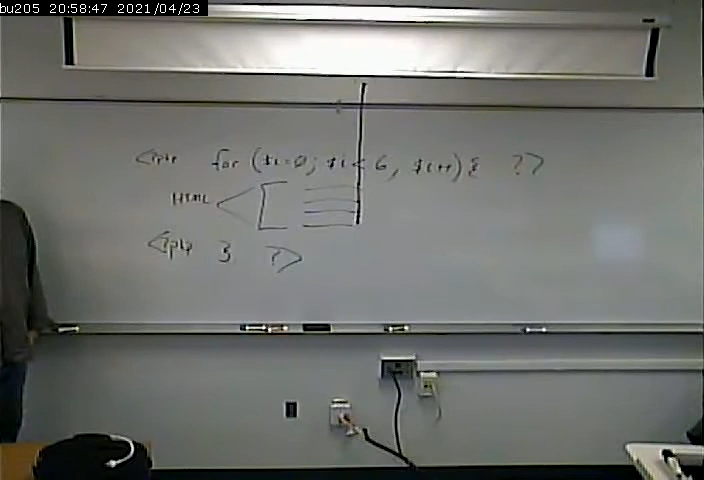 bu205 20:58:47 2021/04/23
<?php for ($i=0; $i<6, $i++) { ?>
HTML
<?php } ?>